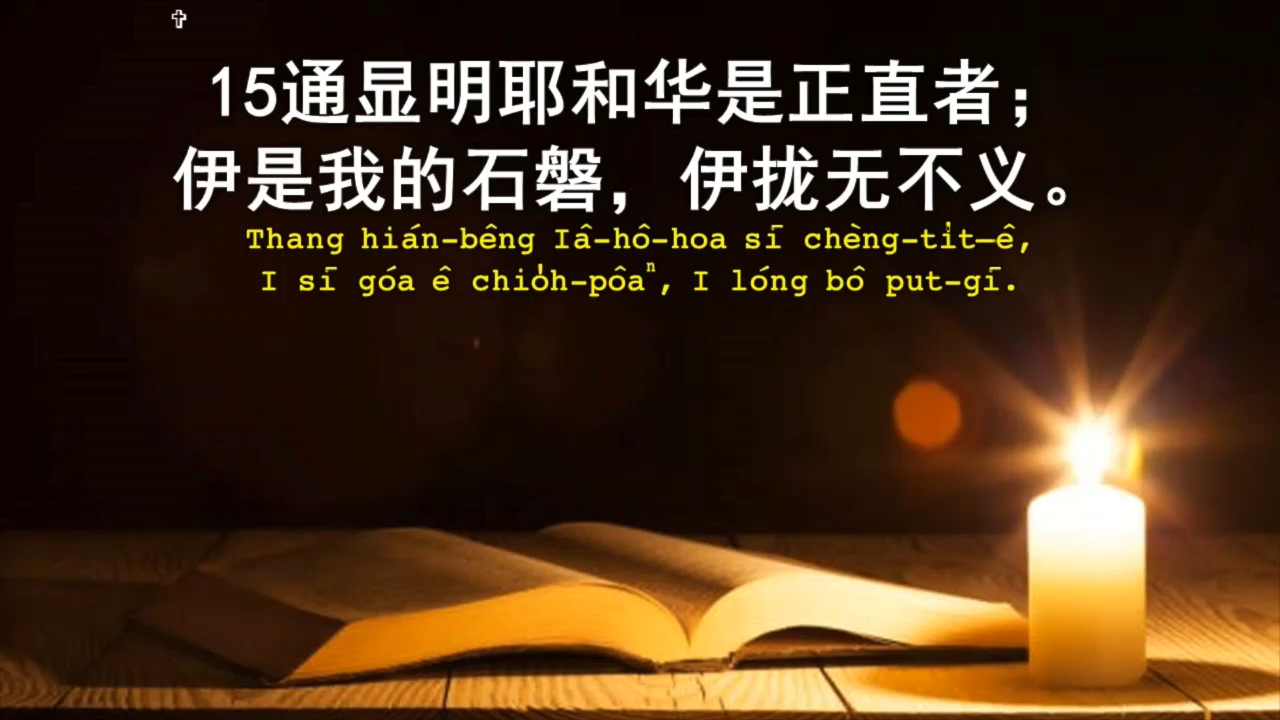 ✞
15通显明耶和华是正直者；
伊是我的石磐，伊拢无不义。
Thang hián-bêng Iâ-hô-hoa sī chèng-ti̍t–ê,
I sī góa ê chio̍h-pôaⁿ, I lóng bô put-gī.